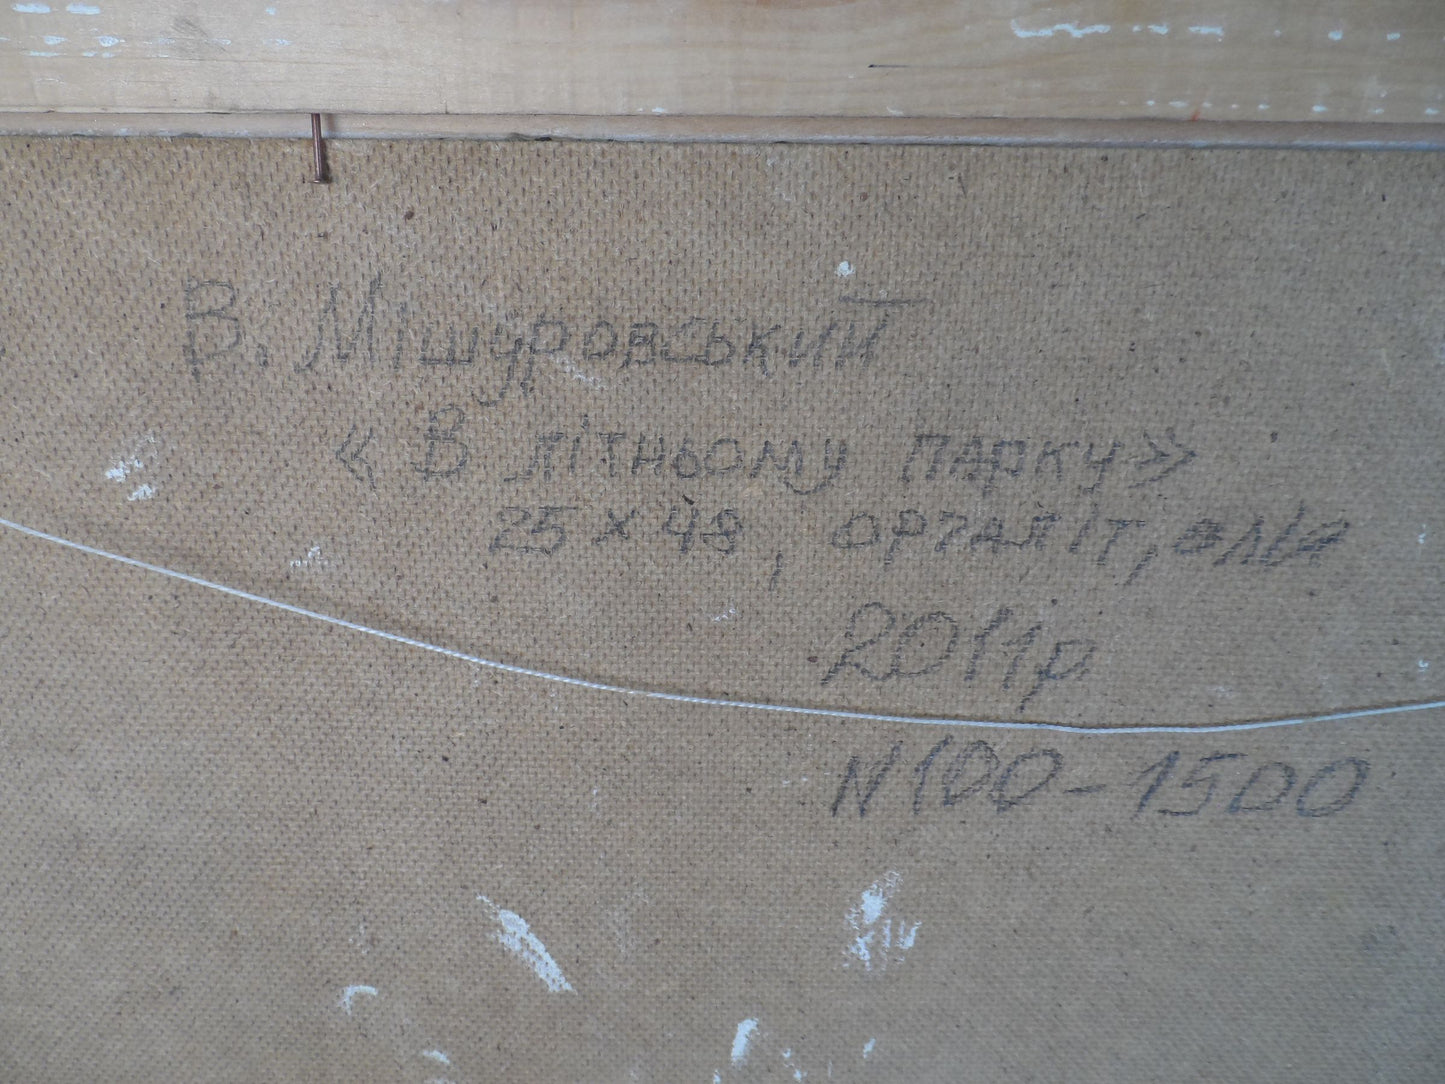 В. Мішуровський
« В літньому парку »
25 х 49, оргаліт, олія
2011р
N100-1500